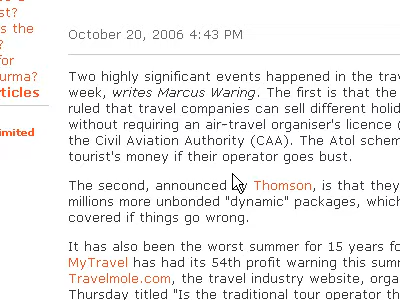 st?
s the
?
for
urma?
rticles
imited
October 20, 2006 4:43 PM
Two highly significant events happened in the trav
week, writes Marcus Waring. The first is that the
ruled that travel companies can sell different holid
without requiring an air-travel organiser's licence (
the Civil Aviation Authority (CAA). The Atol schem
tourist's money if their operator goes bust.
The second, announced by Thomson, is that they
millions more unbonded "dynamic" packages, which
covered if things go wrong.
It has also been the worst summer for 15 years fo
MyTravel has had its 54th profit warning this sum
Travelmole.com, the travel industry website, orga
Thursday titled "Is the traditional tour operator th